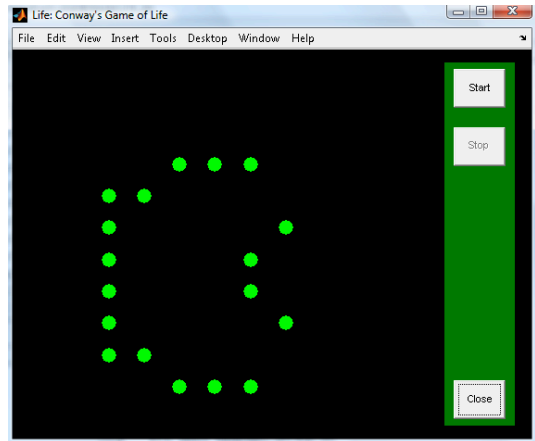 Life: Conway's Game of Life
File Edit View Insert Tools Desktop Window Help
Start
Stop
Close